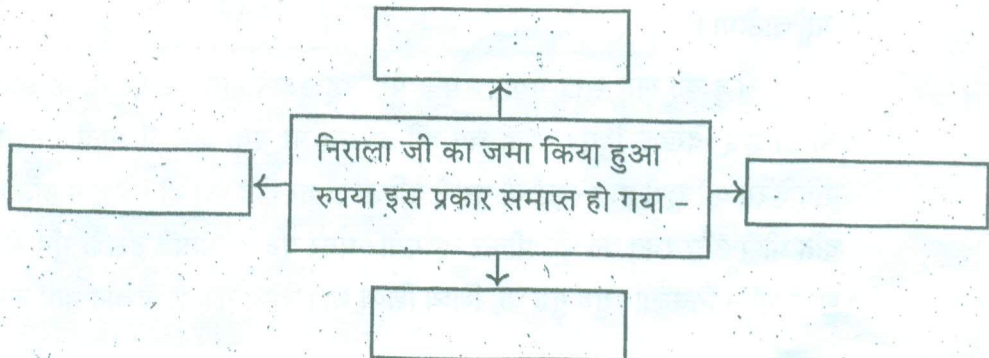 निराला जी का जमा किया हुआ
रुपया इस प्रकार समाप्त हो गया –